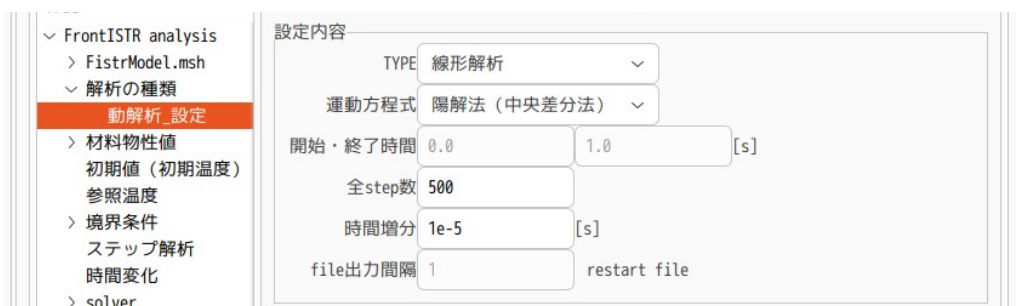 FrontISTR analysis
FistrModel.msh
解析の種類
動解析_設定
材料物性値
初期値（初期温度）
参照温度
境界条件
ステップ解析
時間変化
solver
設定内容
TYPE 線形解析
運動方程式 陽解法（中央差分法）
開始・終了時間 0.0 1.0 [s]
全step数 500
時間増分 1e-5 [s]
file出力間隔 1 restart file